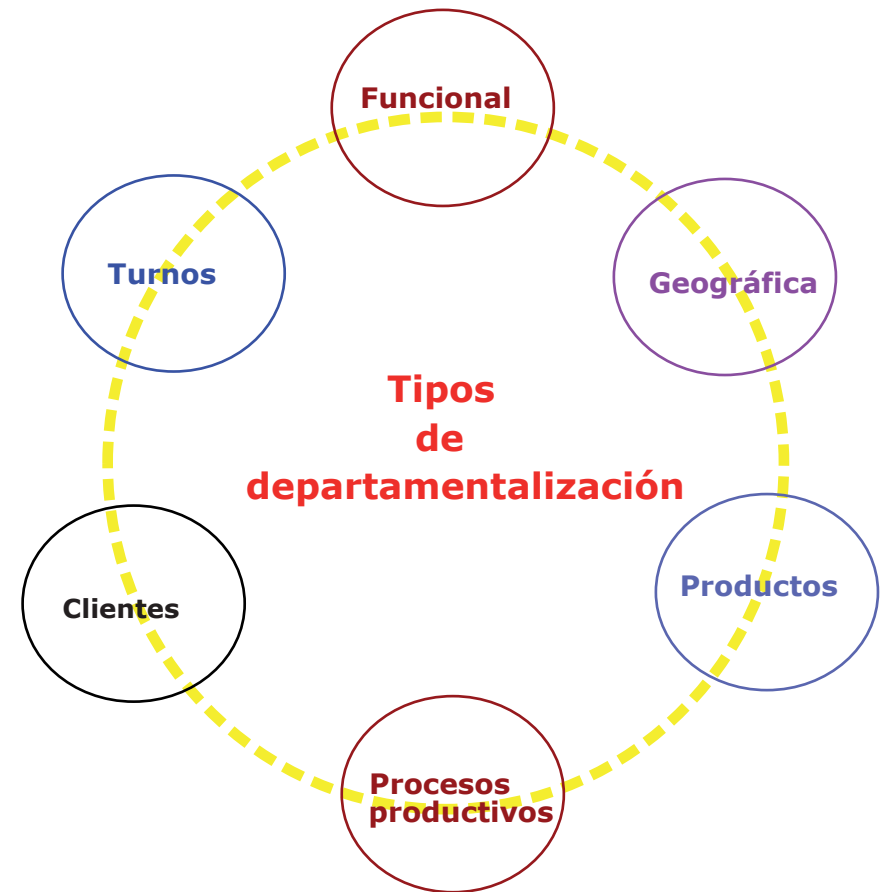 Funcional
Turnos
Geográfica
Tipos
de
departamentalización
Productos
Clientes
Procesos
productivos